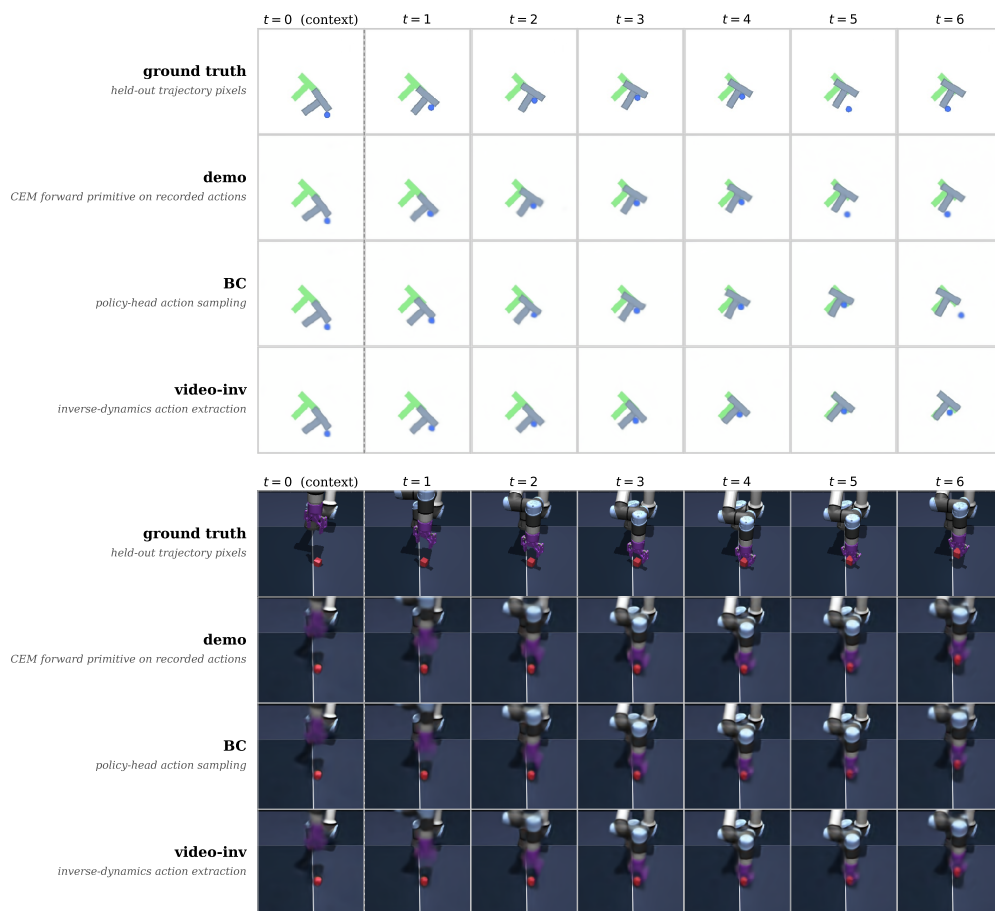 t = 0 (context) t = 1 t = 2 t = 3 t = 4 t = 5 t = 6
ground truth
held-out trajectory pixels
demo
CEM forward primitive on recorded actions
BC
policy-head action sampling
video-inv
inverse-dynamics action extraction
t = 0 (context) t = 1 t = 2 t = 3 t = 4 t = 5 t = 6
ground truth
held-out trajectory pixels
demo
CEM forward primitive on recorded actions
BC
policy-head action sampling
video-inv
inverse-dynamics action extraction